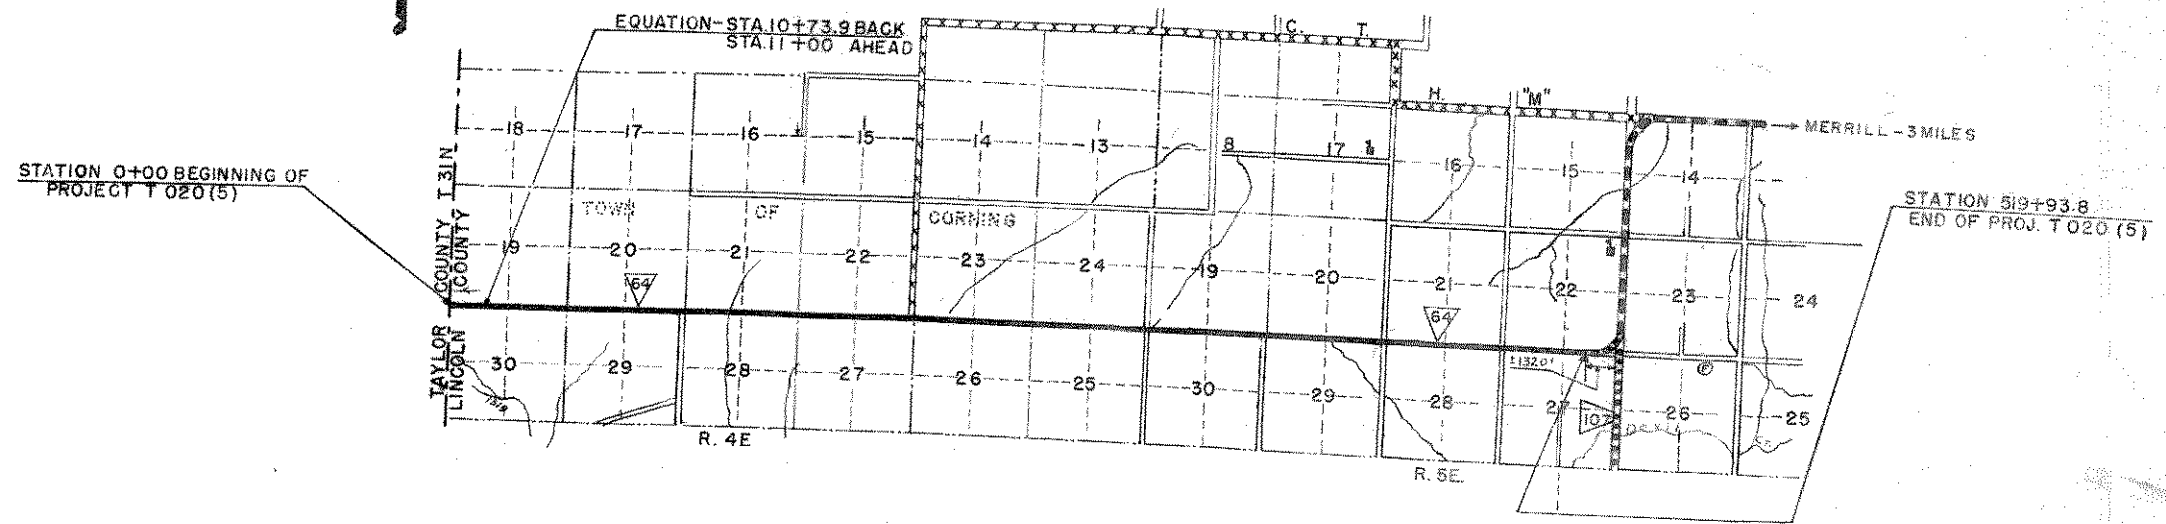 EQUATION-STA.10+73.9 BACK
STA.11+00 AHEAD
C. T.
H. "M"
MERRILL - 3 MILES
18 17 16 15 14 13 8 17 16 15 14
STATION 0+00 BEGINNING OF
PROJECT T 020(5)
T 31N
COUNTY
COUNTY
TOWN OF CORNING
STATION 519+93.8
END OF PROJ. T 020 (5)
19 20 21 22 23 24 19 20 21 22 23 24
64
64
TAYLOR
LINCOLN
±1320'
30 29 28 27 26 25 30 29 28 27 26 25
107
R. 4E
R. 5E.